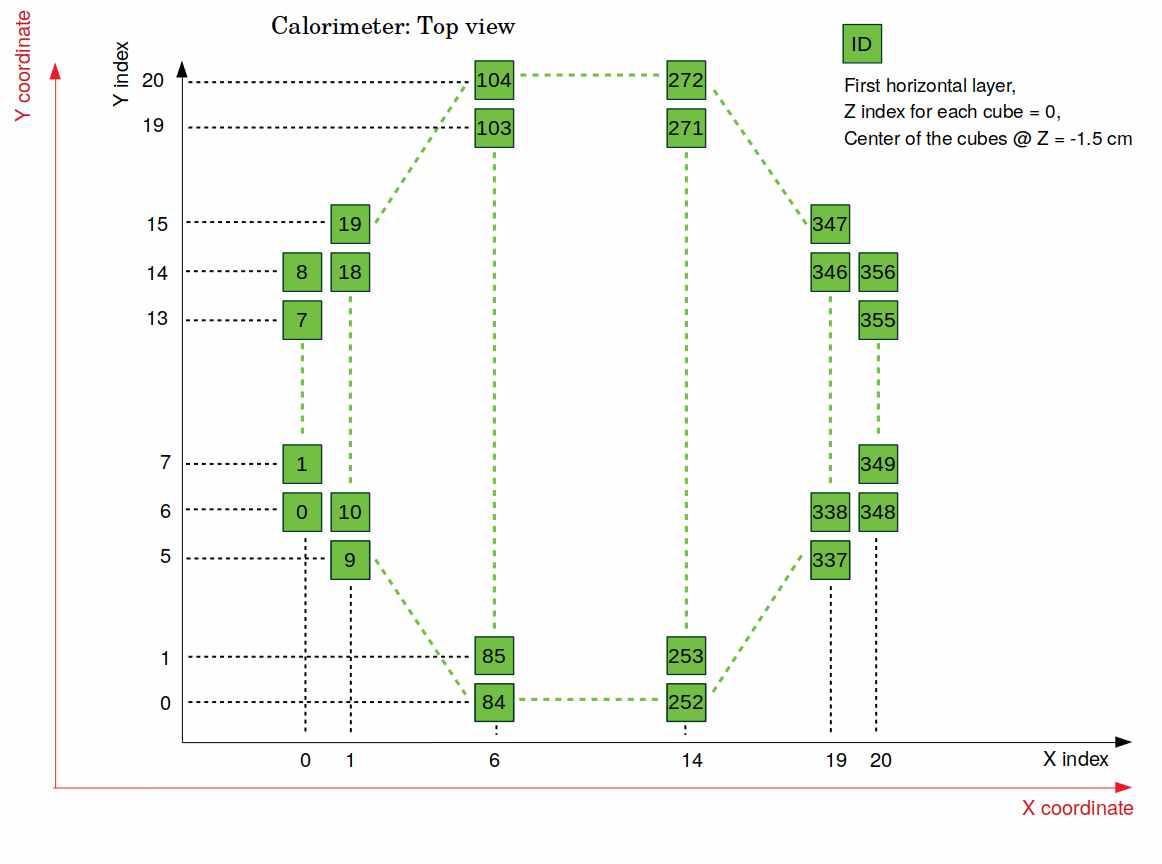 Calorimeter: Top view
Y coordinate
Y index
ID
First horizontal layer,
Z index for each cube = 0,
Center of the cubes @ Z = -1.5 cm
20 104 272
19 103 271
15 19 347
14 8 18 346 356
13 7 355
7 1 349
6 0 10 338 348
5 9 337
1 85 253
0 84 252
0 1 6 14 19 20 X index
X coordinate